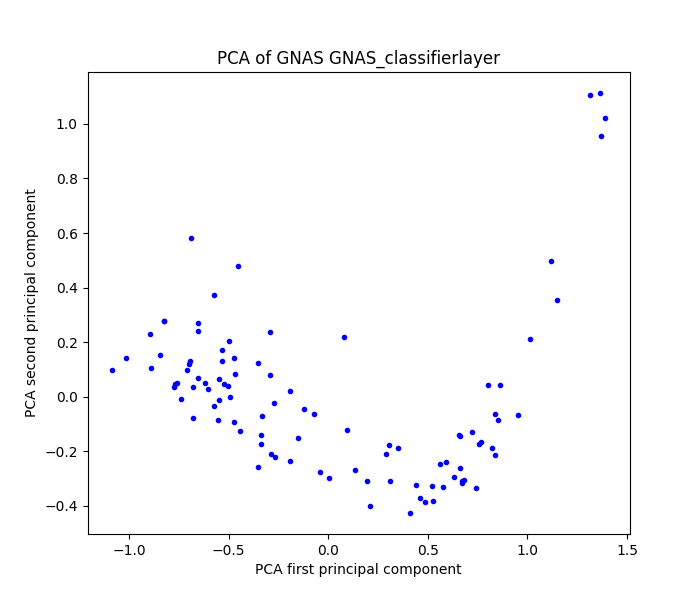 PCA of GNAS GNAS_classifierlayer
PCA second principal component
1.0
0.8
0.6
0.4
0.2
0.0
−0.2
−0.4
−1.0 −0.5 0.0 0.5 1.0 1.5
PCA first principal component